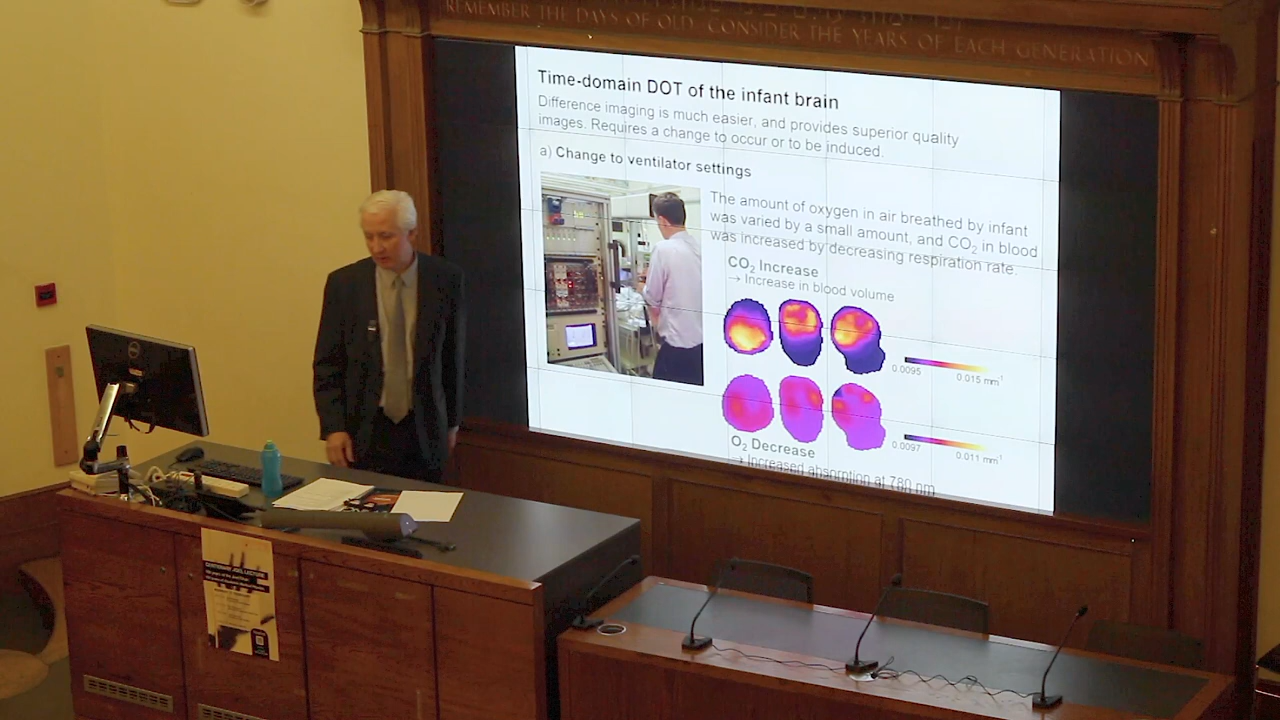 REMEMBER THE DAYS OF OLD CONSIDER THE YEARS OF EACH GENERATION
Time-domain DOT of the infant brain
Difference imaging is much easier, and provides superior quality
images. Requires a change to occur or to be induced.
a) Change to ventilator settings
The amount of oxygen in air breathed by infant
was varied by a small amount, and CO₂ in blood
was increased by decreasing respiration rate.
CO₂ Increase
→ Increase in blood volume
0.0095 0.015 mm⁻¹
0.0097 0.011 mm⁻¹
O₂ Decrease
→ Increased absorption at 780 nm
DELL
CENTENARY JOEL LECTURE